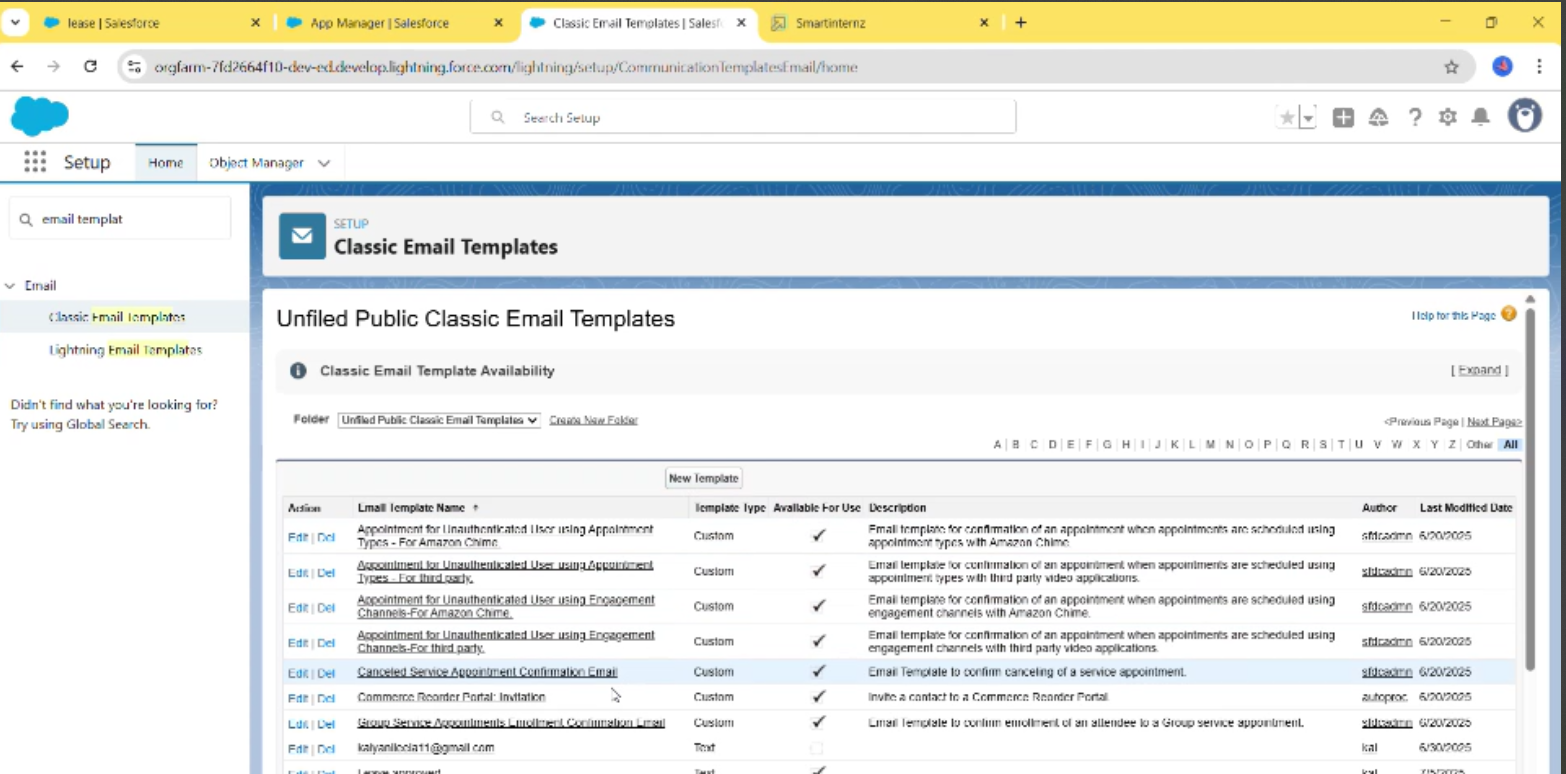 lease | Salesforce
App Manager | Salesforce
Classic Email Templates | Salesf
Smartinternz
orgfarm-7fd2664f10-dev-ed.develop.lightning.force.com/lightning/setup/CommunicationTemplatesEmail/home
Search Setup
Setup
Home
Object Manager
email templat
Email
Classic Email Templates
Lightning Email Templates
Didn't find what you're looking for?
Try using Global Search.
SETUP
Classic Email Templates
Unfiled Public Classic Email Templates
Help for this Page
Classic Email Template Availability
[ Expand ]
Folder Unfiled Public Classic Email Templates Create New Folder
<Previous Page | Next Page>
A | B | C | D | E | F | G | H | I | J | K | L | M | N | O | P | Q | R | S | T | U | V | W | X | Y | Z | Other | All
New Template
Action Email Template Name Template Type Available For Use Description Author Last Modified Date
Edit | Del Appointment for Unauthenticated User using Appointment Types - For Amazon Chime. Custom Email template for confirmation of an appointment when appointments are scheduled using appointment types with Amazon Chime. sfdcadmn 6/20/2025
Edit | Del Appointment for Unauthenticated User using Appointment Types - For third party. Custom Email template for confirmation of an appointment when appointments are scheduled using appointment types with third party video applications. sfdcadmn 6/20/2025
Edit | Del Appointment for Unauthenticated User using Engagement Channels-For Amazon Chime. Custom Email template for confirmation of an appointment when appointments are scheduled using engagement channels with Amazon Chime. sfdcadmn 6/20/2025
Edit | Del Appointment for Unauthenticated User using Engagement Channels-For third party. Custom Email template for confirmation of an appointment when appointments are scheduled using engagement channels with third party video applications. sfdcadmn 6/20/2025
Edit | Del Canceled Service Appointment Confirmation Email Custom Email Template to confirm canceling of a service appointment. sfdcadmn 6/20/2025
Edit | Del Commerce Reorder Portal: Invitation Custom Invite a contact to a Commerce Reorder Portal. autoproc 6/20/2025
Edit | Del Group Service Appointments Enrollment Confirmation Email Custom Email Template to confirm enrollment of an attendee to a Group service appointment. sfdcadmn 6/20/2025
Edit | Del Text kal 6/30/2025
Edit | Del Leave approved Text kal 7/5/2025